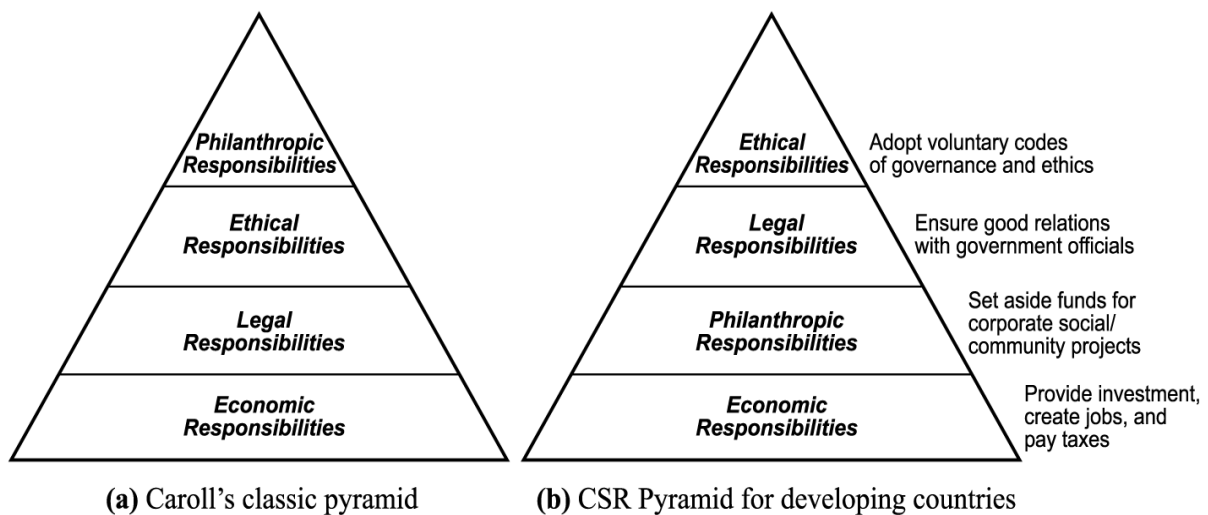 Philanthropic
Responsibilities
Ethical
Responsibilities
Legal
Responsibilities
Economic
Responsibilities
(a) Caroll's classic pyramid
Ethical
Responsibilities
Adopt voluntary codes
of governance and ethics
Legal
Responsibilities
Ensure good relations
with government officials
Philanthropic
Responsibilities
Set aside funds for
corporate social/
community projects
Economic
Responsibilities
Provide investment,
create jobs, and
pay taxes
(b) CSR Pyramid for developing countries